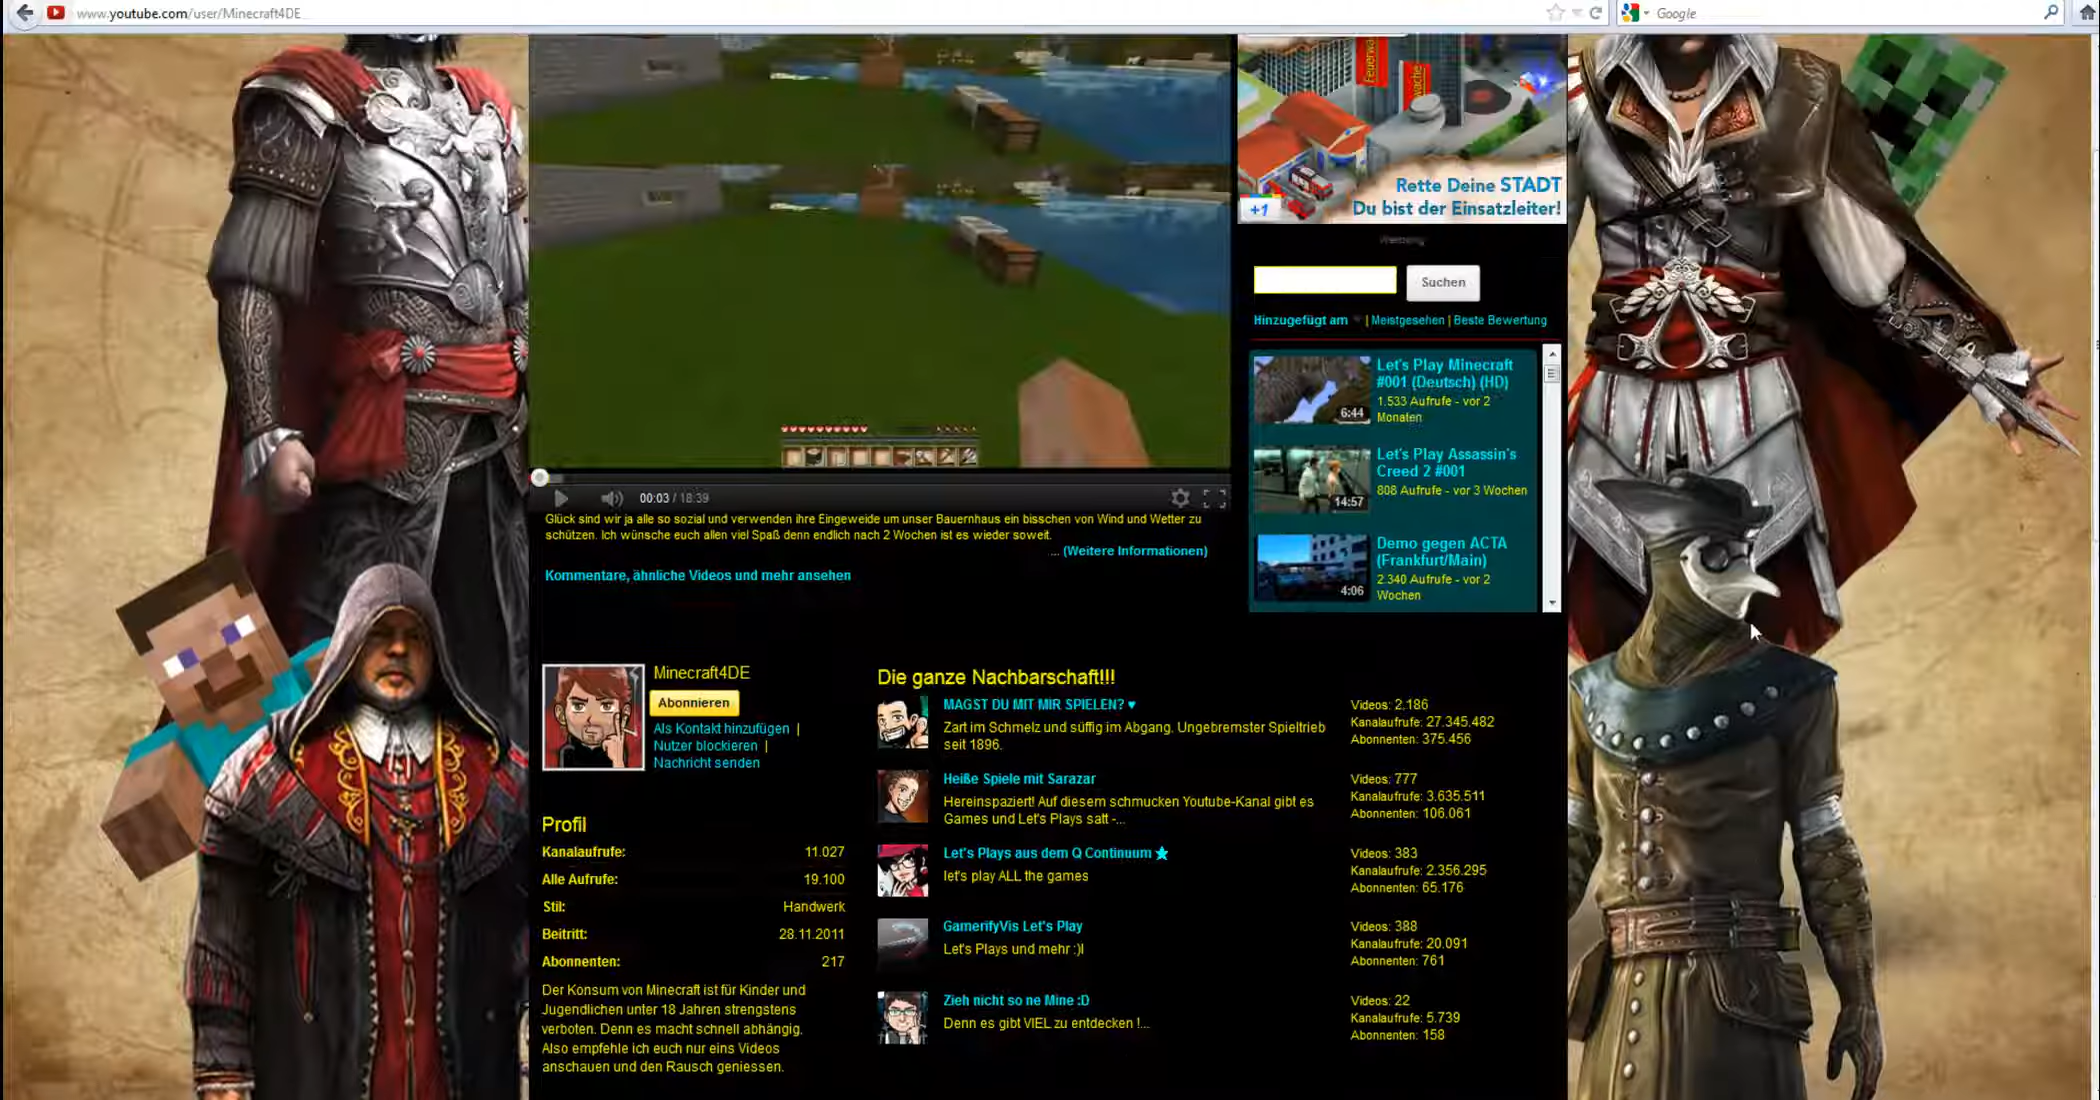 www.youtube.com/user/Minecraft4DE
Google
Feuerwa
wache
Rette Deine STADT
Du bist der Einsatzleiter!
+1
Werbung
Suchen
Hinzugefügt am | Meistgesehen | Beste Bewertung
Let's Play Minecraft
#001 (Deutsch) (HD)
1.533 Aufrufe - vor 2
Monaten
6:44
Let's Play Assassin's
Creed 2 #001
808 Aufrufe - vor 3 Wochen
14:57
Demo gegen ACTA
(Frankfurt/Main)
2.340 Aufrufe - vor 2
Wochen
4:06
00:03 / 18:39
Glück sind wir ja alle so sozial und verwenden ihre Eingeweide um unser Bauernhaus ein bisschen von Wind und Wetter zu
schützen. Ich wünsche euch allen viel Spaß denn endlich nach 2 Wochen ist es wieder soweit.
... (Weitere Informationen)
Kommentare, ähnliche Videos und mehr ansehen
Minecraft4DE
Abonnieren
Als Kontakt hinzufügen |
Nutzer blockieren |
Nachricht senden
Profil
Kanalaufrufe: 11.027
Alle Aufrufe: 19.100
Stil: Handwerk
Beitritt: 28.11.2011
Abonnenten: 217
Der Konsum von Minecraft ist für Kinder und
Jugendlichen unter 18 Jahren strengstens
verboten. Denn es macht schnell abhängig.
Also empfehle ich euch nur eins Videos
anschauen und den Rausch geniessen.
Die ganze Nachbarschaft!!!
MAGST DU MIT MIR SPIELEN? ♥
Zart im Schmelz und süffig im Abgang. Ungebremster Spieltrieb
seit 1896.
Videos: 2.186
Kanalaufrufe: 27.345.482
Abonnenten: 375.456
Heiße Spiele mit Sarazar
Hereinspaziert! Auf diesem schmucken Youtube-Kanal gibt es
Games und Let's Plays satt -...
Videos: 777
Kanalaufrufe: 3.635.511
Abonnenten: 106.061
Let's Plays aus dem Q Continuum ★
let's play ALL the games
Videos: 383
Kanalaufrufe: 2.356.295
Abonnenten: 65.176
GamerifyVis Let's Play
Let's Plays und mehr :)l
Videos: 388
Kanalaufrufe: 20.091
Abonnenten: 761
Zieh nicht so ne Mine :D
Denn es gibt VIEL zu entdecken !...
Videos: 22
Kanalaufrufe: 5.739
Abonnenten: 158